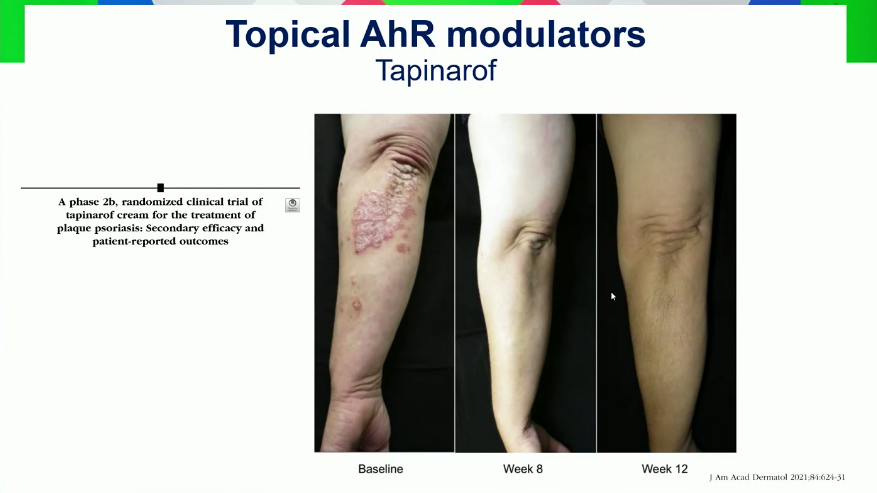 Topical AhR modulators
Tapinarof
A phase 2b, randomized clinical trial of
tapinarof cream for the treatment of
plaque psoriasis: Secondary efficacy and
patient-reported outcomes
Baseline
Week 8
Week 12
J Am Acad Dermatol 2021;84:624-31